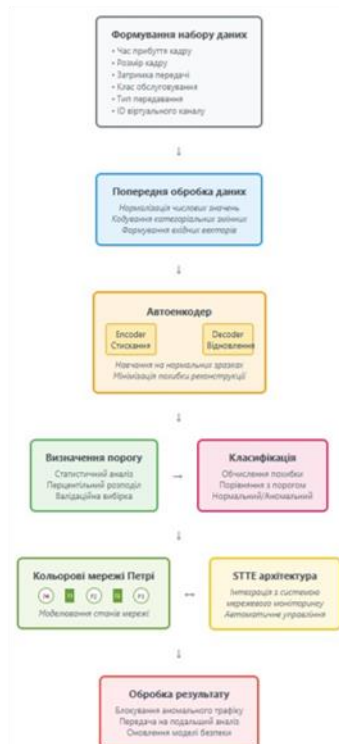 Формування набору даних
• Час прибуття кадру
• Розмір кадру
• Затримка передачі
• Клас обслуговування
• Тип передавання
• ID віртуального каналу
↓
Попередня обробка даних
Нормалізація числових значень
Кодування категоріальних змінних
Формування вхідних векторів
↓
Автоенкодер
Encoder
Стискання
Decoder
Відновлення
Навчання на нормальних зразках
Мінімізація похибки реконструкції
↓
Визначення порогу
Статистичний аналіз
Перцентільний розподіл
Валідаційна вибірка
→
Класифікація
Обчислення похибки
Порівняння з порогом
Нормальний/Аномальний
↓
Кольорові мережі Петрі
P2
P3
Моделювання станів мережі
↔
STTE архітектура
Інтеграція з системою
мережевого моніторингу
Автоматичне управління
↓
Обробка результату
Блокування аномального трафіку
Передача на подальший аналіз
Оновлення моделі безпеки